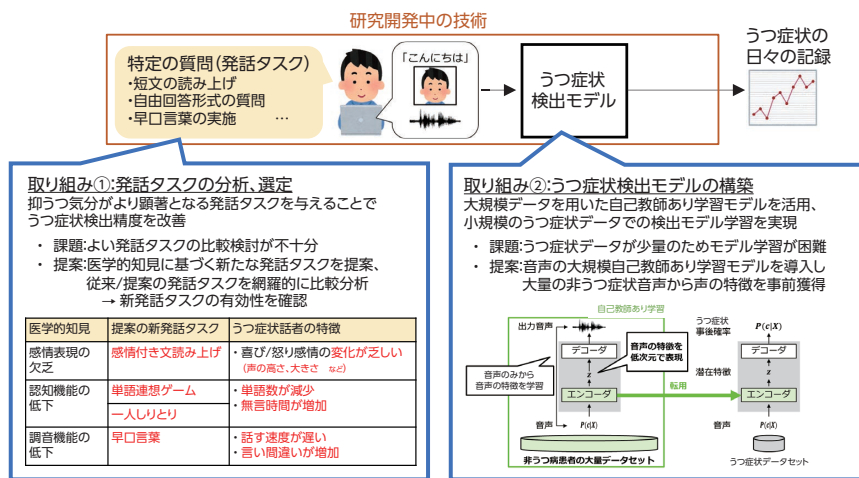 研究開発中の技術
特定の質問(発話タスク)
・短文の読み上げ
・自由回答形式の質問
・早口言葉の実施　…
「こんにちは」
うつ症状
検出モデル
うつ症状の
日々の記録
取り組み①:発話タスクの分析、選定
抑うつ気分がより顕著となる発話タスクを与えることで
うつ症状検出精度を改善
・ 課題:よい発話タスクの比較検討が不十分
・ 提案:医学的知見に基づく新たな発話タスクを提案、
従来/提案の発話タスクを網羅的に比較分析
→ 新発話タスクの有効性を確認
医学的知見 提案の新発話タスク うつ症状話者の特徴
感情表現の
欠乏
感情付き文読み上げ
・喜び/怒り感情の変化が乏しい
(声の高さ、大きさ など)
認知機能の
低下
単語連想ゲーム
一人しりとり
・単語数が減少
・無言時間が増加
調音機能の
低下
早口言葉
・話す速度が遅い
・言い間違いが増加
取り組み②:うつ症状検出モデルの構築
大規模データを用いた自己教師あり学習モデルを活用、
小規模のうつ症状データでの検出モデル学習を実現
・ 課題:うつ症状データが少量のためモデル学習が困難
・ 提案:音声の大規模自己教師あり学習モデルを導入し
大量の非うつ症状音声から声の特徴を事前獲得
自己教師あり学習
出力音声
デコーダ
z
エンコーダ
音声
P(c|X)
音声のみから
音声の特徴を学習
音声の特徴を
低次元で表現
非うつ病患者の大量データセット
転用
うつ症状
事後確率
P(c|X)
デコーダ
潜在特徴
z
エンコーダ
音声
P(c|X)
うつ症状データセット